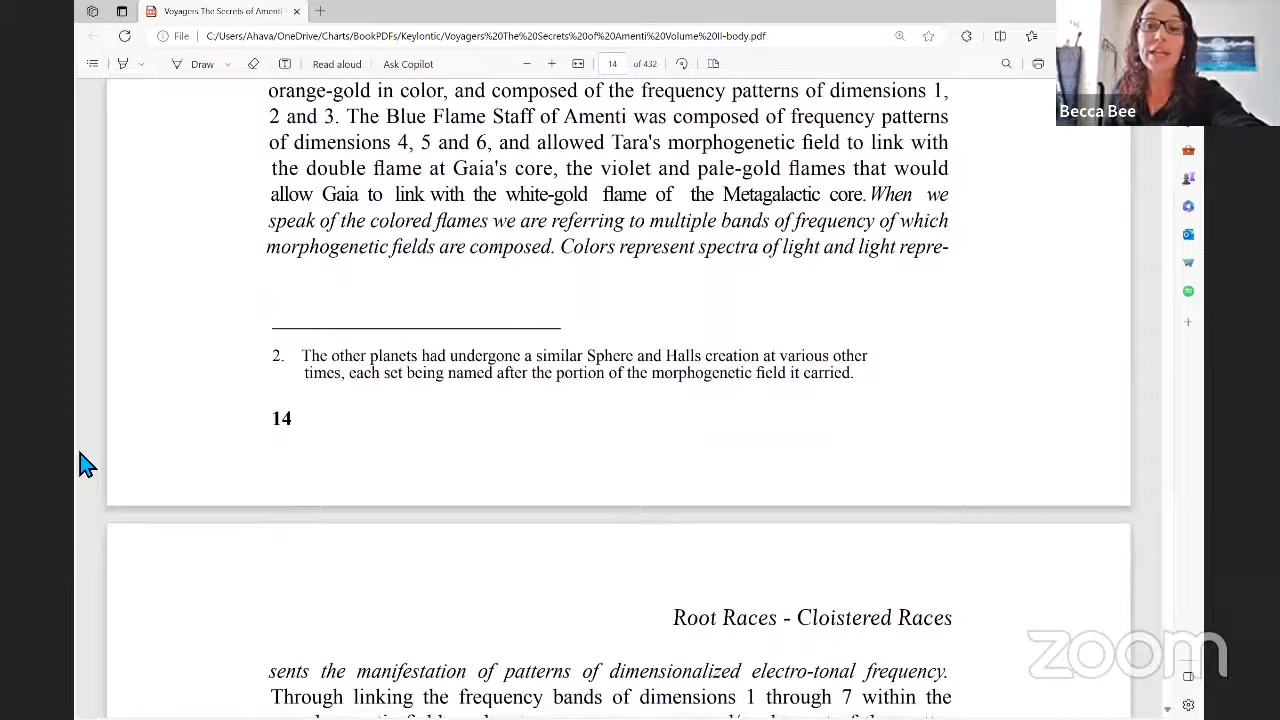 Voyagers The Secrets of Amenti
File
C:/Users/Ahava/OneDrive/Charts/BookPDFs/Keylontic/Voyagers%20The%20Secrets%20of%20Amenti%20Volume%20II-body.pdf
Draw
Read aloud
Ask Copilot
14
of 432
Becca Bee
orange-gold in color, and composed of the frequency patterns of dimensions 1,
2 and 3. The Blue Flame Staff of Amenti was composed of frequency patterns
of dimensions 4, 5 and 6, and allowed Tara's morphogenetic field to link with
the double flame at Gaia's core, the violet and pale-gold flames that would
allow Gaia to link with the white-gold flame of the Metagalactic core. When we
speak of the colored flames we are referring to multiple bands of frequency of which
morphogenetic fields are composed. Colors represent spectra of light and light repre-
2. The other planets had undergone a similar Sphere and Halls creation at various other
times, each set being named after the portion of the morphogenetic field it carried.
14
Root Races - Cloistered Races
sents the manifestation of patterns of dimensionalized electro-tonal frequency.
Through linking the frequency bands of dimensions 1 through 7 within the
zoom